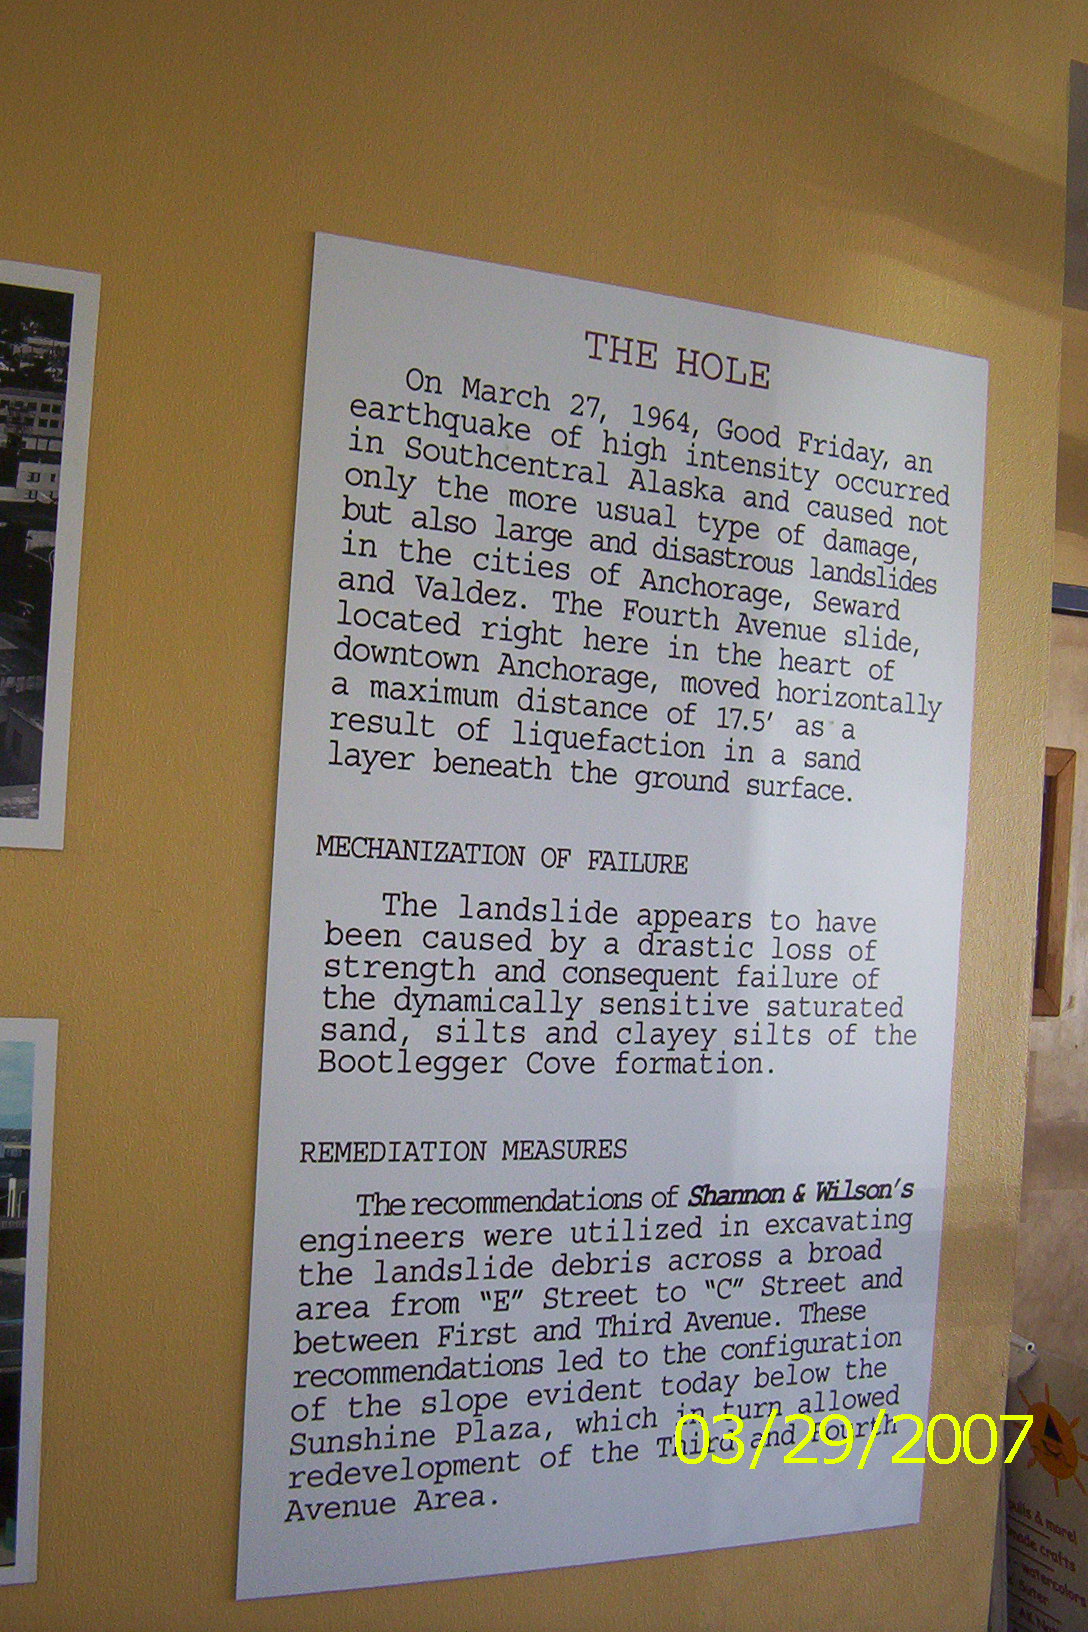 THE HOLE
On March 27, 1964, Good Friday, an
earthquake of high intensity occurred
in Southcentral Alaska and caused not
only the more usual type of damage,
but also large and disastrous landslides
in the cities of Anchorage, Seward
and Valdez. The Fourth Avenue slide,
located right here in the heart of
downtown Anchorage, moved horizontally
a maximum distance of 17.5' as a
result of liquefaction in a sand
layer beneath the ground surface.
MECHANIZATION OF FAILURE
The landslide appears to have
been caused by a drastic loss of
strength and consequent failure of
the dynamically sensitive saturated
sand, silts and clayey silts of the
Bootlegger Cove formation.
REMEDIATION MEASURES
The recommendations of Shannon & Wilson's
engineers were utilized in excavating
the landslide debris across a broad
area from “E” Street to “C” Street and
between First and Third Avenue. These
recommendations led to the configuration
of the slope evident today below the
Sunshine Plaza, which in turn allowed
redevelopment of the Third and Fourth
Avenue Area.
03/29/2007
& more!
crafts
watercolors